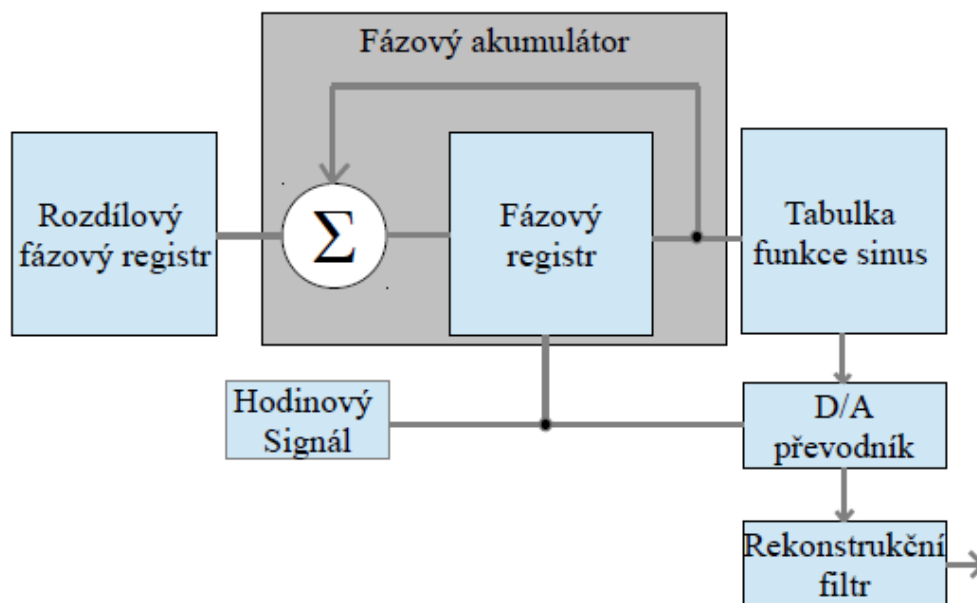 Fázový akumulátor
Rozdílový
fázový registr
Σ
Fázový
registr
Tabulka
funkce sinus
Hodinový
Signál
D/A
převodník
Rekonstrukční
filtr